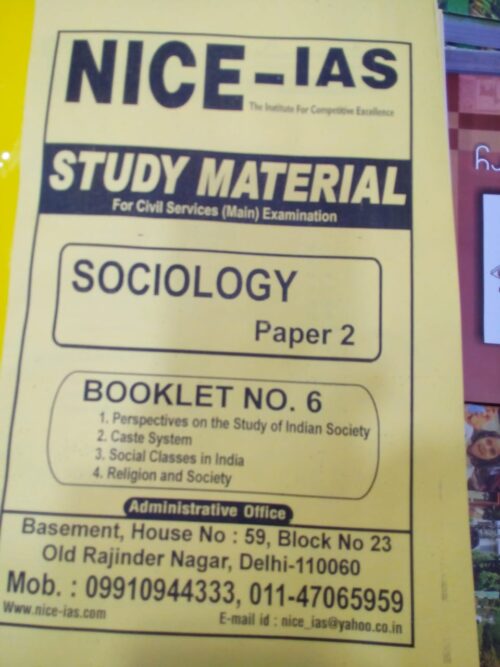 NICE-IAS
The Institute For Competitive Excellence
STUDY MATERIAL
For Civil Services (Main) Examination
SOCIOLOGY
Paper 2
BOOKLET NO. 6
1. Perspectives on the Study of Indian Society
2. Caste System
3. Social Classes in India
4. Religion and Society
Administrative Office
Basement, House No : 59, Block No 23
Old Rajinder Nagar, Delhi-110060
Mob. : 09910944333, 011-47065959
Www.nice-ias.com
E-mail id : nice_ias@yahoo.co.in